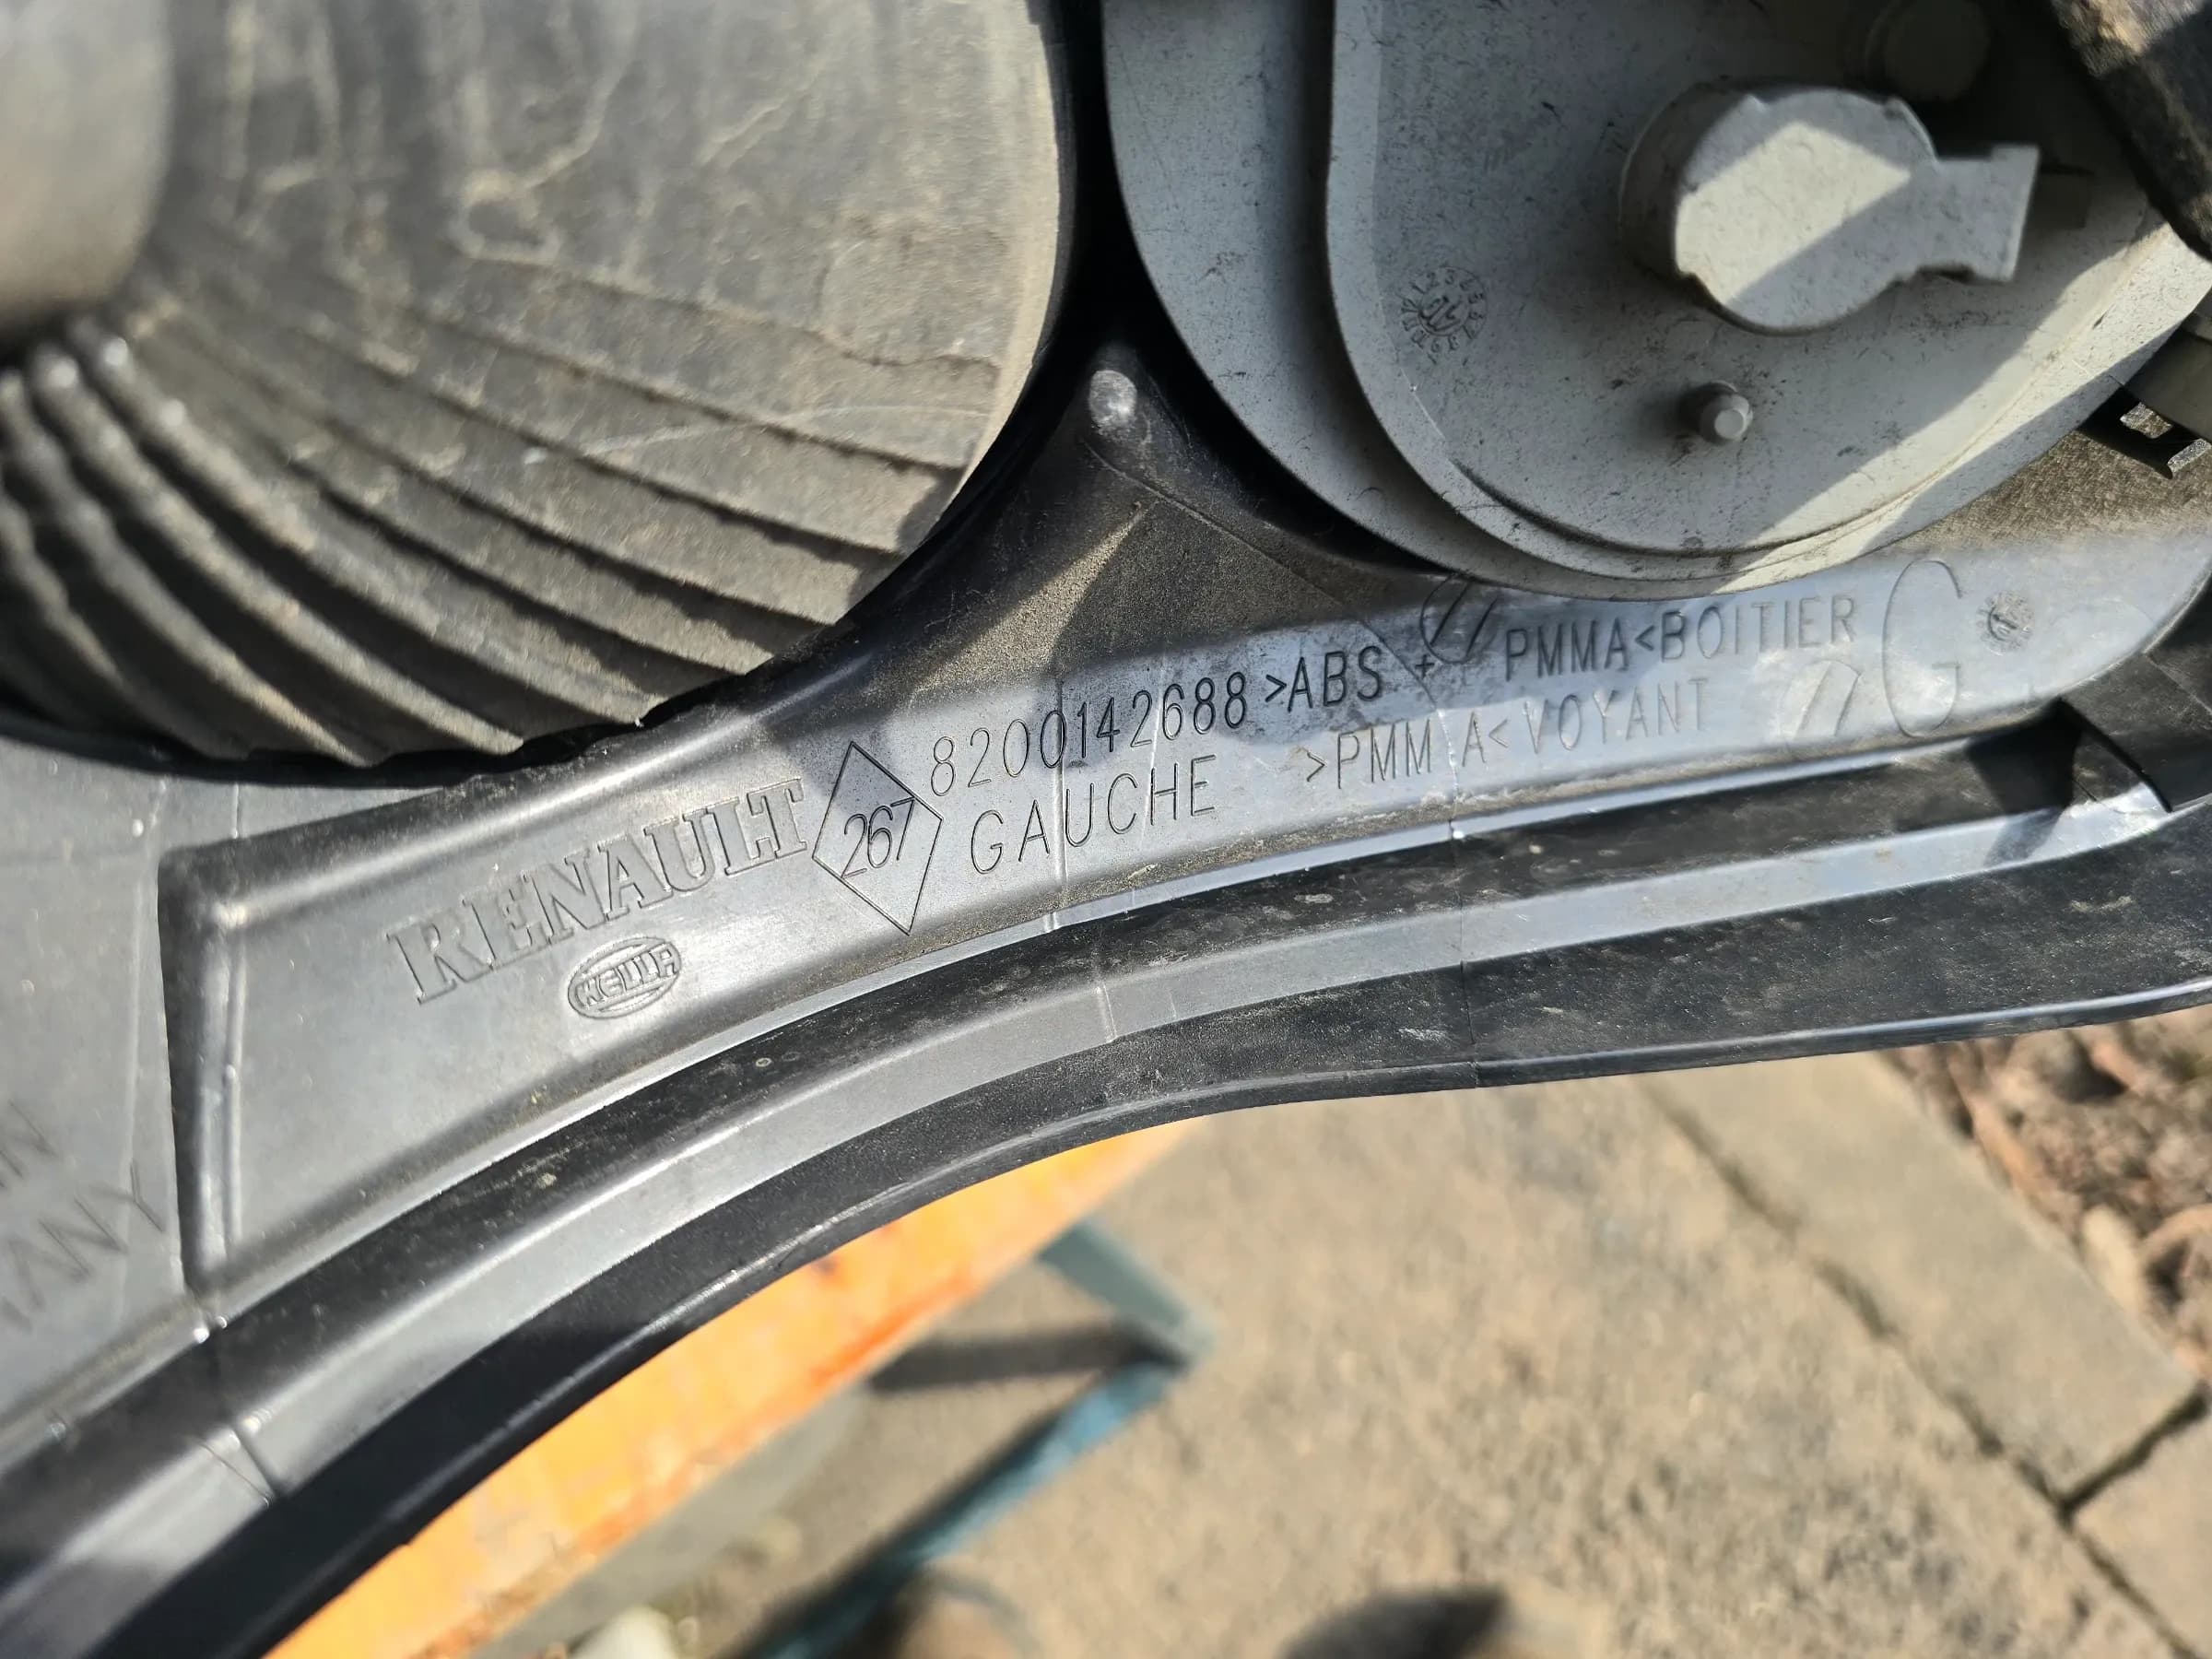 8200142688 >ABS + PMMA<BOITIER G
RENAULT 267 GAUCHE >PMMA<VOYANT
HELLA